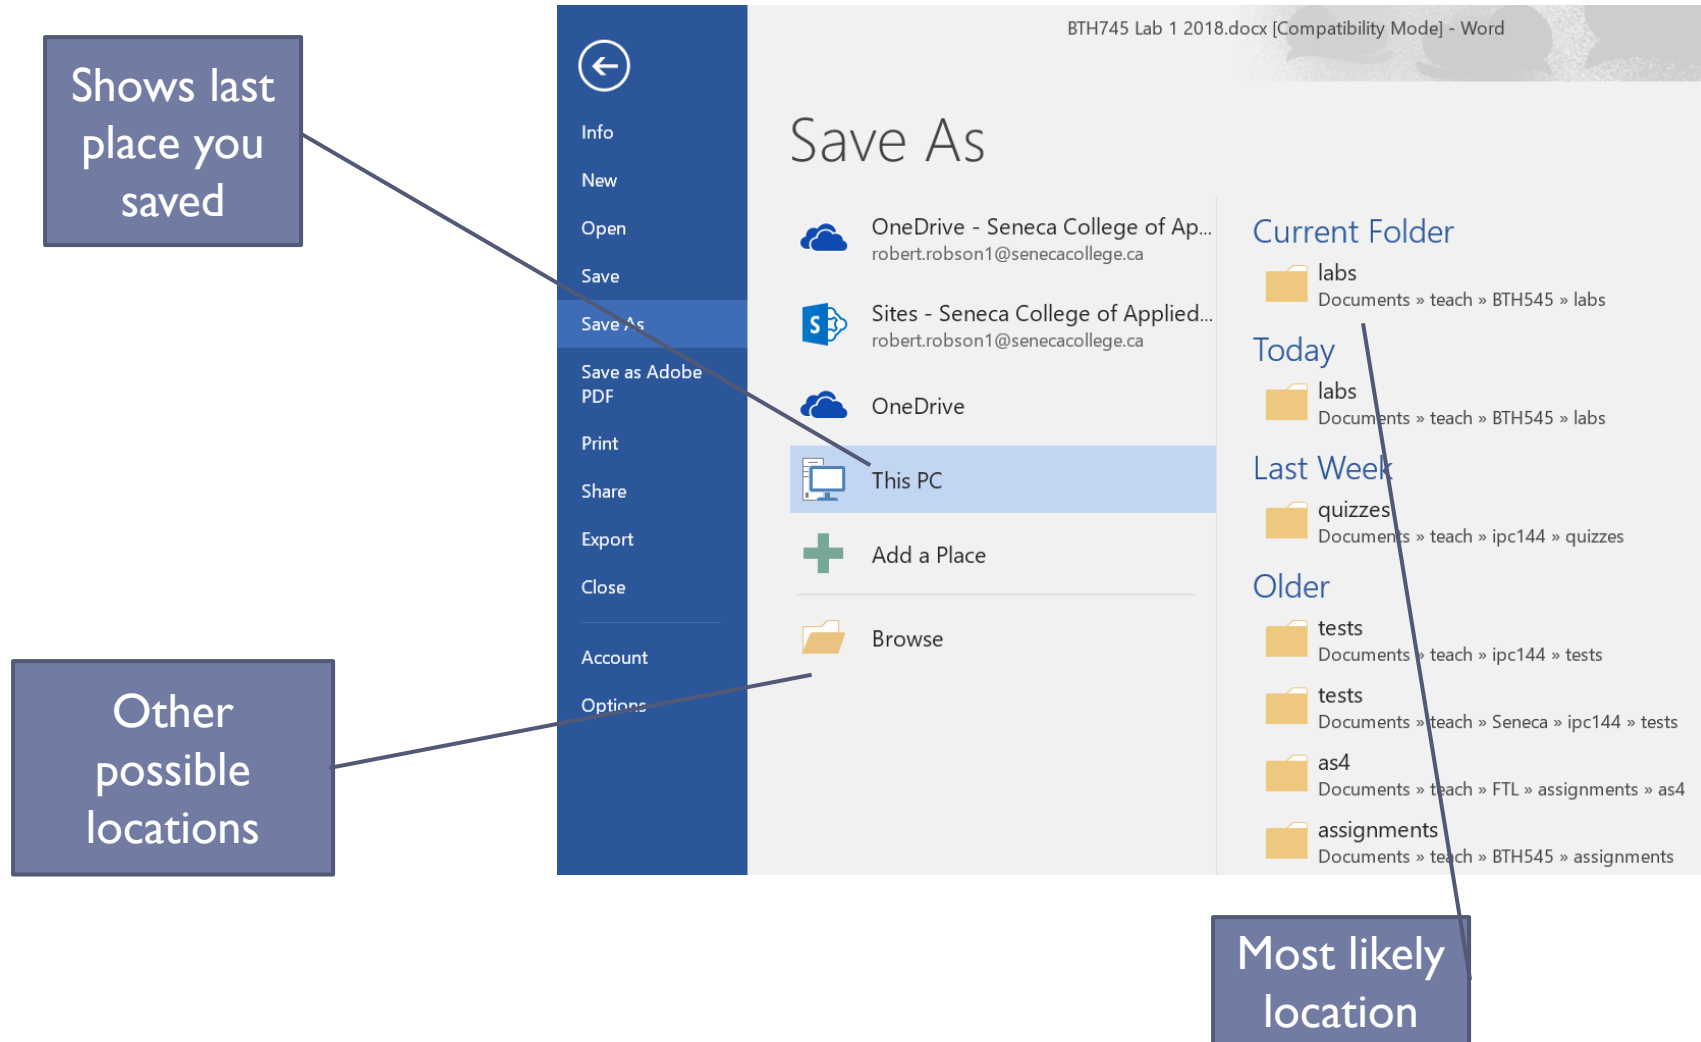 Shows last
place you
saved
Other
possible
locations
BTH745 Lab 1 2018.docx [Compatibility Mode] - Word
Info
New
Open
Save
Save As
Save as Adobe
PDF
Print
Share
Export
Close
Account
Options
Save As
OneDrive - Seneca College of Ap...
robert.robson1@senecacollege.ca
S
Sites - Seneca College of Applied...
robert.robson1@senecacollege.ca
OneDrive
This PC
Add a Place
Browse
Current Folder
labs
Documents » teach » BTH545 » labs
Today
labs
Documents » teach » BTH545 » labs
Last Week
quizzes
Documents » teach » ipc144 » quizzes
Older
tests
Documents » teach » ipc144 » tests
tests
Documents » teach » Seneca » ipc144 » tests
as4
Documents » teach » FTL » assignments » as4
assignments
Documents » teach » BTH545 » assignments
Most likely
location